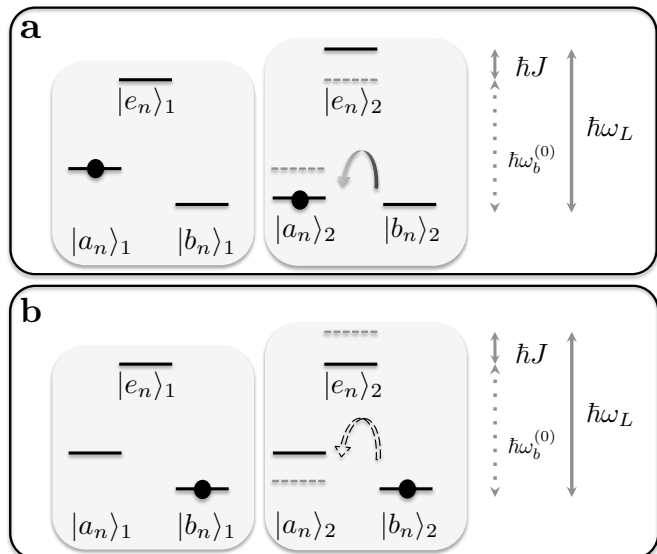 a
|e_n⟩_1 |e_n⟩_2 ħJ
ħω_b^{(0)} ħω_L
|a_n⟩_1 |b_n⟩_1 |a_n⟩_2 |b_n⟩_2
b
|e_n⟩_1 |e_n⟩_2 ħJ
ħω_b^{(0)} ħω_L
|a_n⟩_1 |b_n⟩_1 |a_n⟩_2 |b_n⟩_2